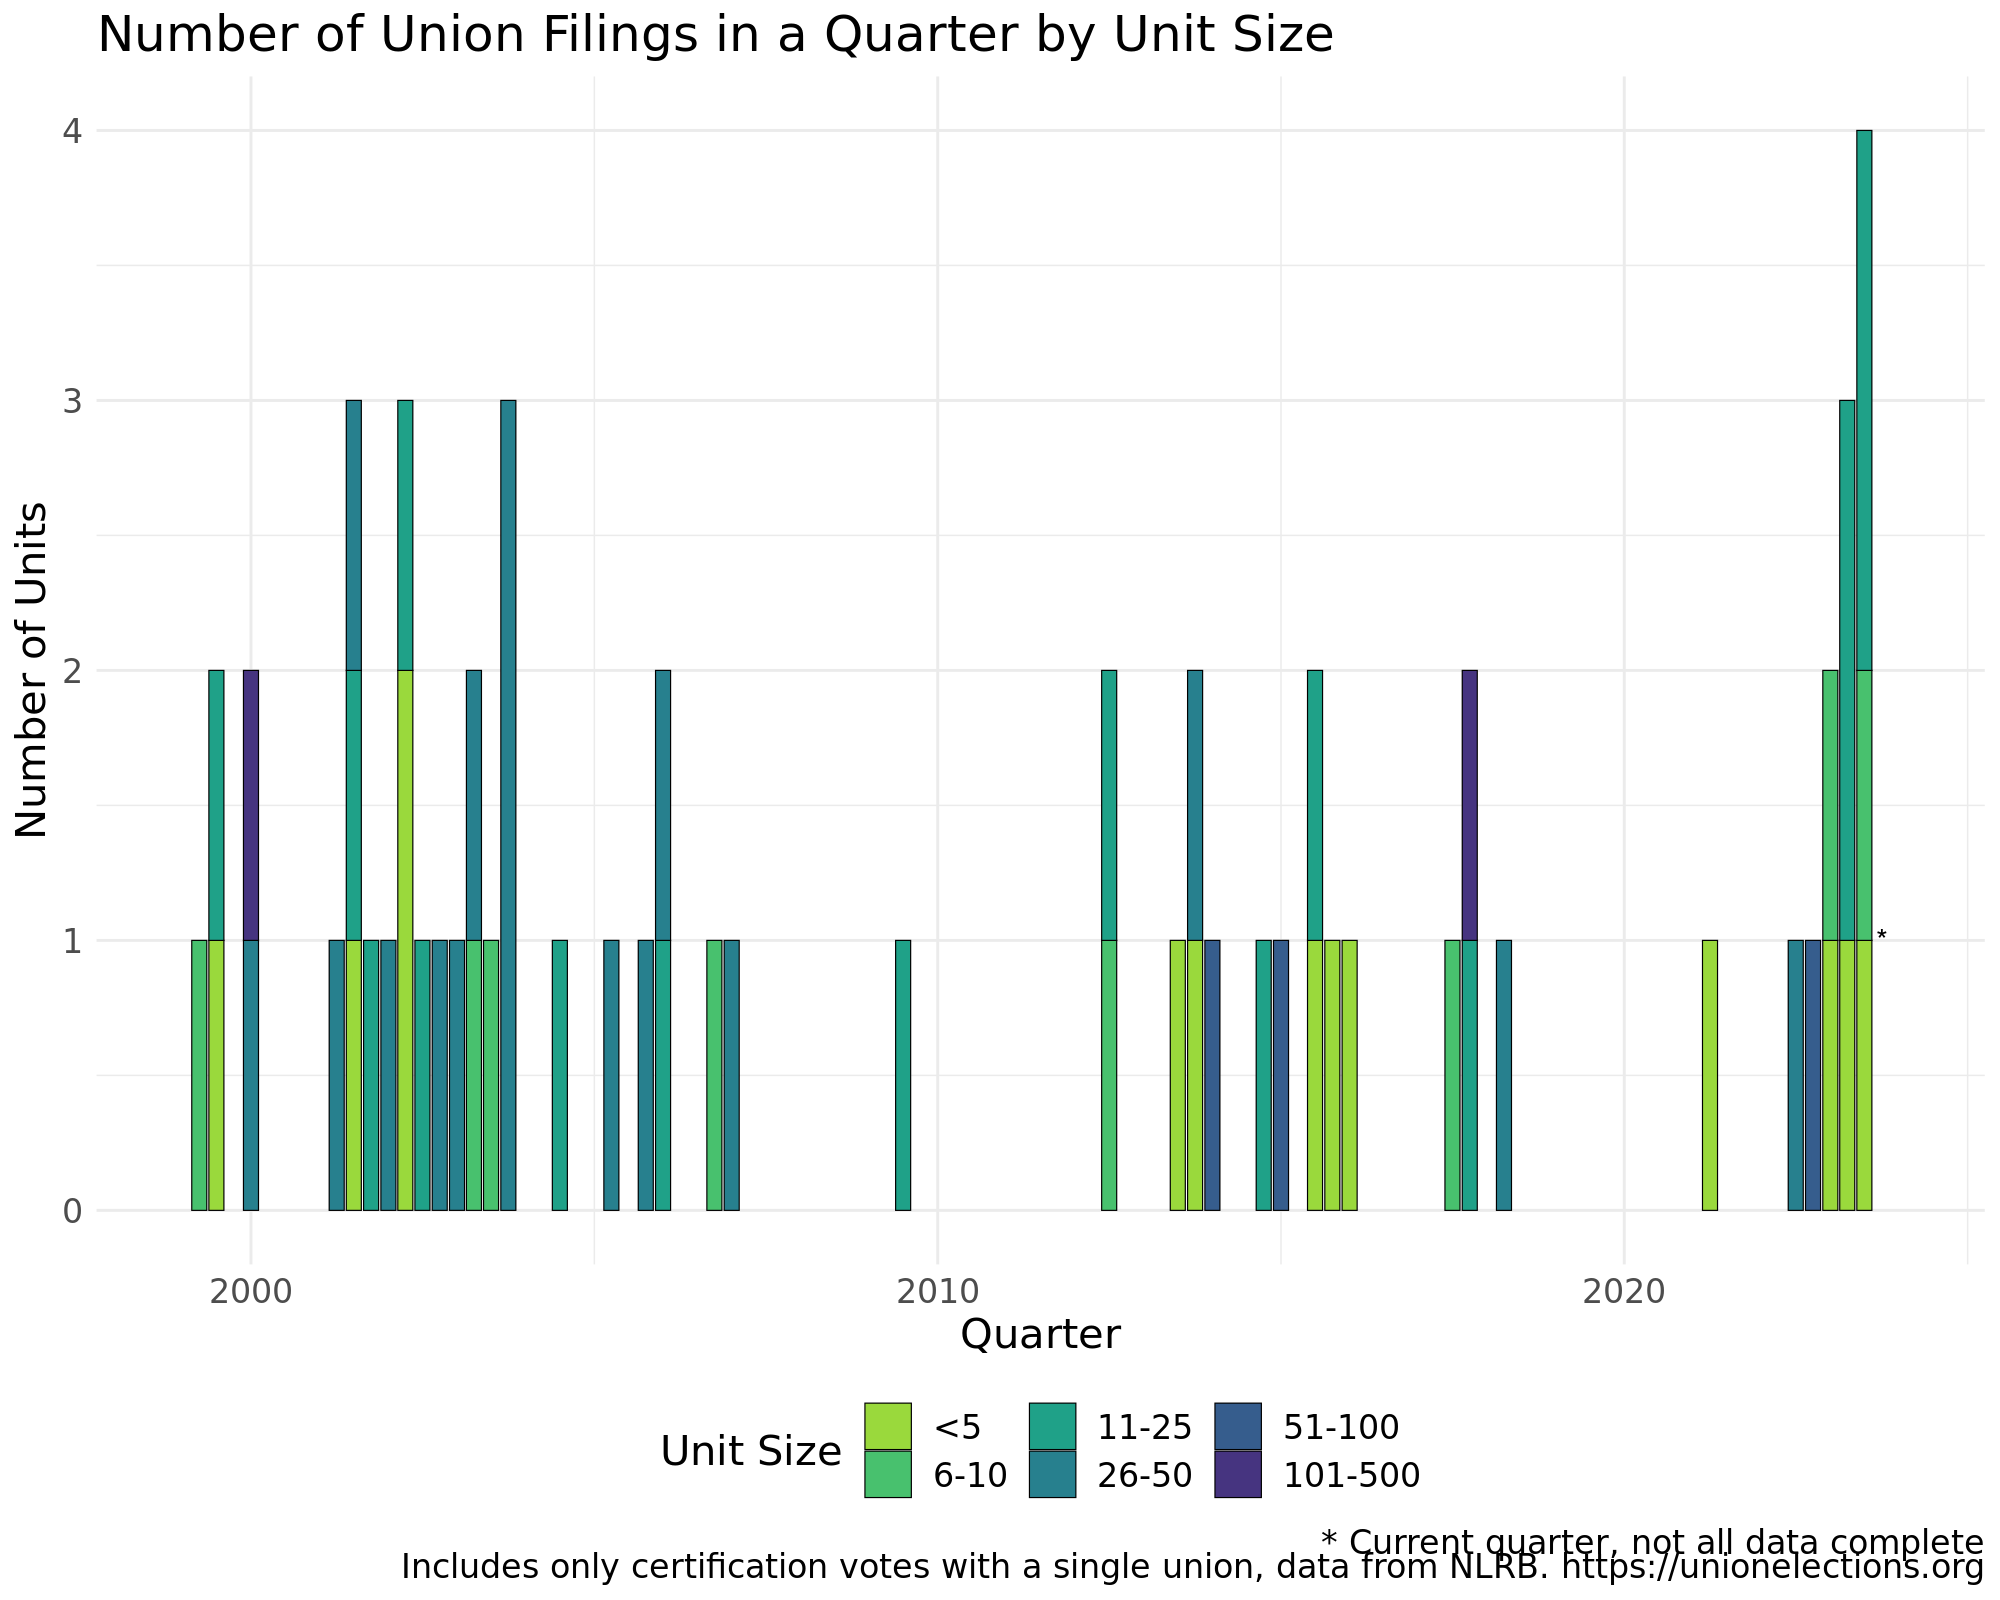 Number of Union Filings in a Quarter by Unit Size
Number of Units
4
3
2
1
0
*
2000 2010 2020
Quarter
Unit Size
<5 11-25 51-100
6-10 26-50 101-500
* Current quarter, not all data complete
Includes only certification votes with a single union, data from NLRB. https://unionelections.org